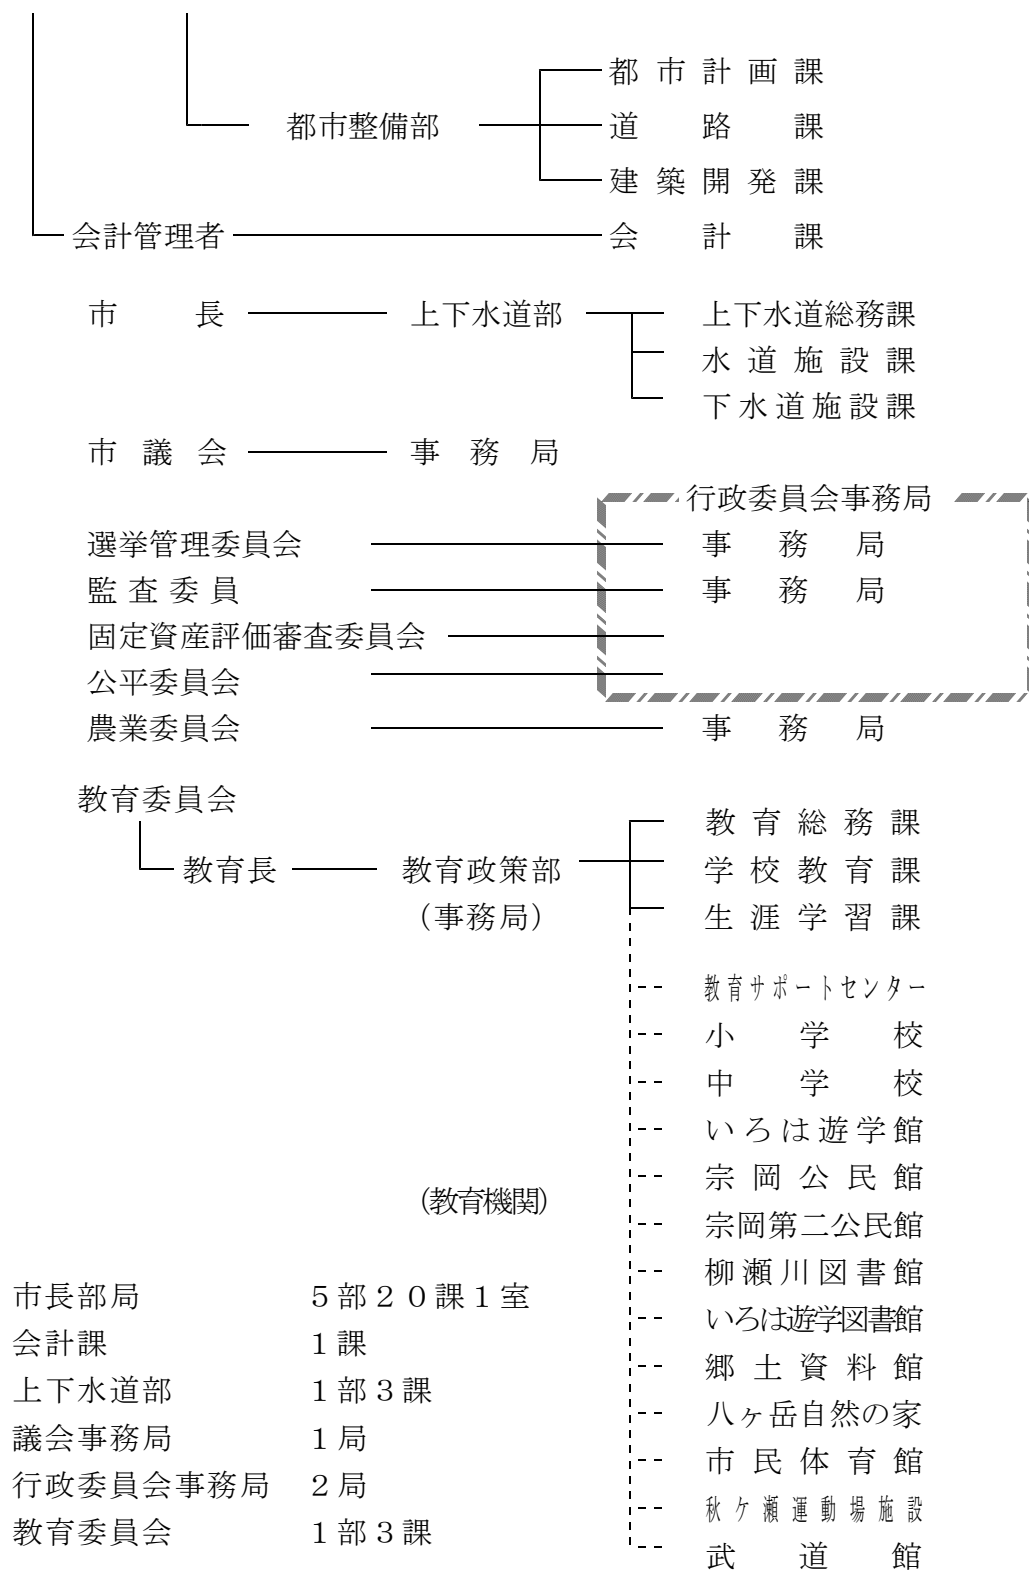 都市計画課
都市整備部 道路課
建築開発課
会計管理者 会計課
市長 上下水道部 上下水道総務課
水道施設課
下水道施設課
市議会 事務局
行政委員会事務局
選挙管理委員会 事務局
監査委員 事務局
固定資産評価審査委員会
公平委員会
農業委員会 事務局
教育委員会
教育総務課
教育長 教育政策部 学校教育課
(事務局) 生涯学習課
教育サポートセンター
小学校
中学校
いろは遊学館
宗岡公民館
(教育機関)
宗岡第二公民館
柳瀬川図書館
市長部局 5部20課1室
いろは遊学図書館
会計課 1課
郷土資料館
上下水道部 1部3課
八ヶ岳自然の家
議会事務局 1局
市民体育館
行政委員会事務局 2局
秋ケ瀬運動場施設
教育委員会 1部3課
武道館